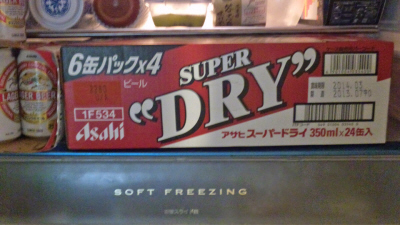 6缶パック×4
ビール
SUPER
"DRY"
1F534
Asahi
アサヒスーパードライ 350ml×24缶入
SOFT FREEZING